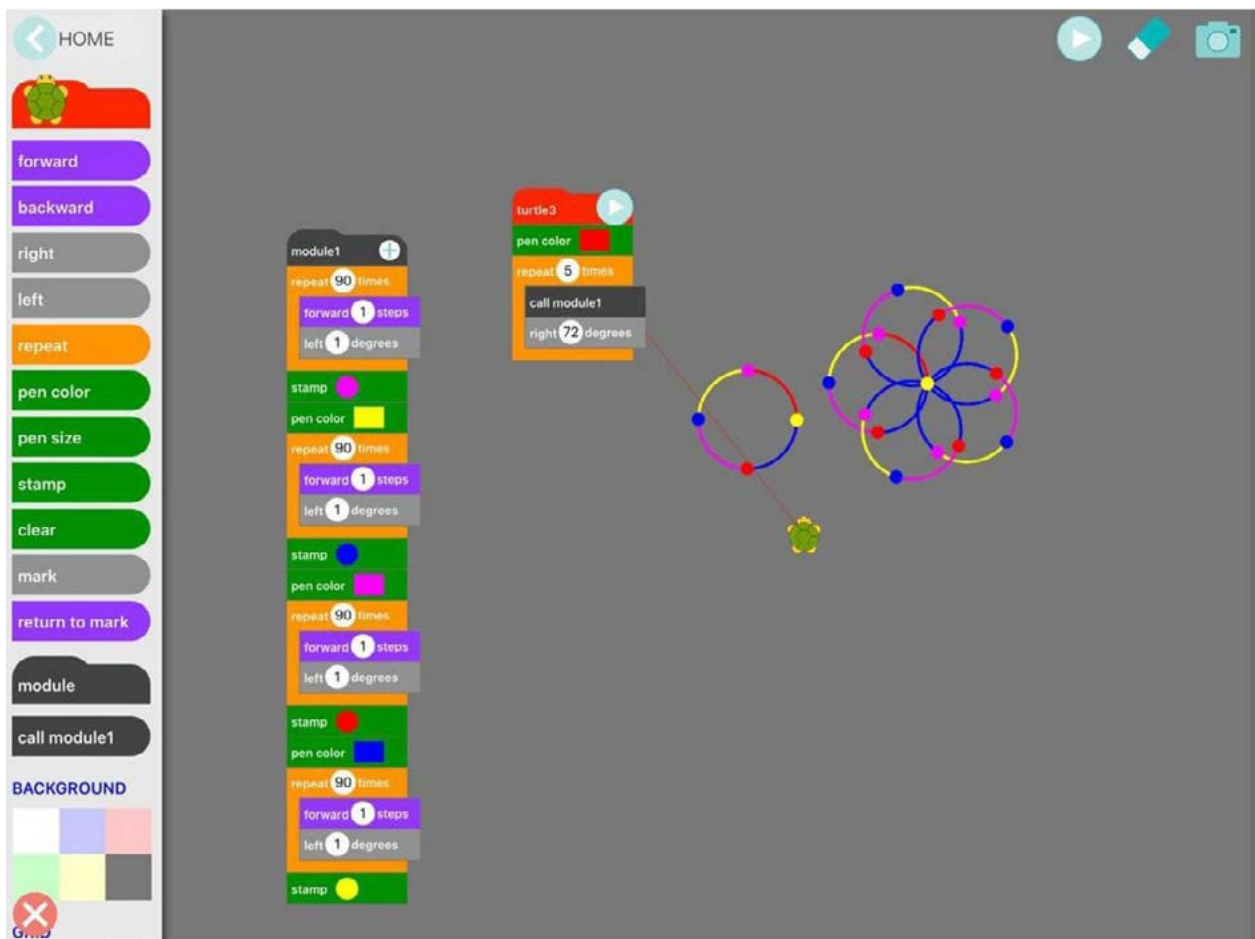 HOME
forward
backward
right
left
repeat
pen color
pen size
stamp
clear
mark
return to mark
module
call module1
BACKGROUND
GRID
module1
repeat 90 times
forward 1 steps
left 1 degrees
stamp
pen color
repeat 90 times
forward 1 steps
left 1 degrees
stamp
pen color
repeat 90 times
forward 1 steps
left 1 degrees
stamp
pen color
repeat 90 times
forward 1 steps
left 1 degrees
stamp
turtle3
pen color
repeat 5 times
call module1
right 72 degrees